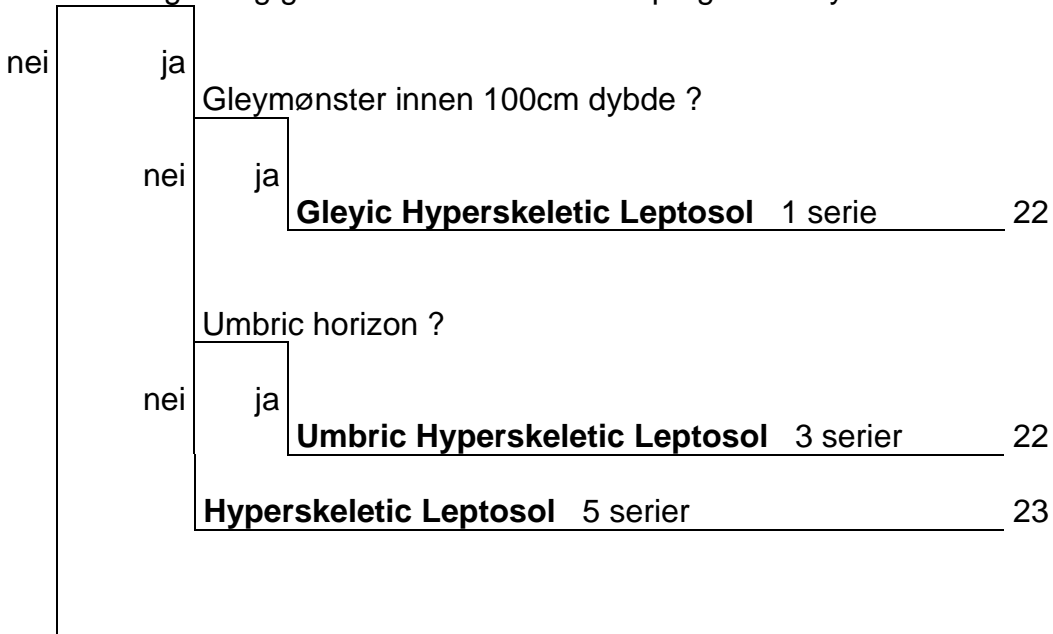 nei ja
Gleymønster innen 100cm dybde ?
nei ja
Gleyic Hyperskeletic Leptosol 1 serie 22
Umbric horizon ?
nei ja
Umbric Hyperskeletic Leptosol 3 serier 22
Hyperskeletic Leptosol 5 serier 23